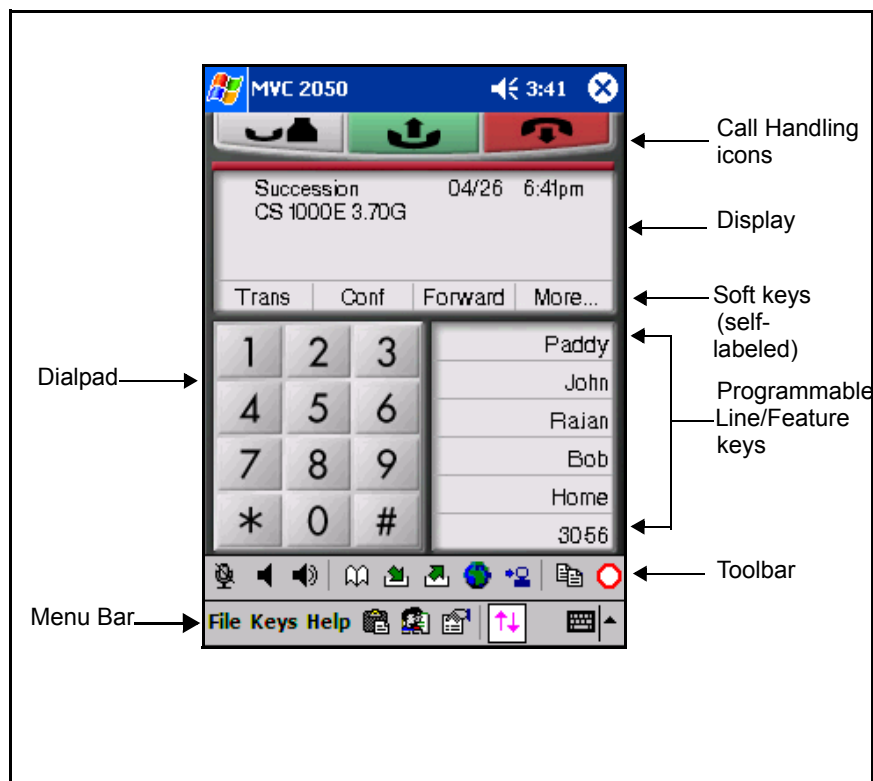 MVC 2050 3:41
Call Handling
icons
Succession 04/26 6:41pm
CS 1000E 3.70G
Display
Trans Conf Forward More...
Soft keys
(self-
labeled)
Dialpad
1 2 3
4 5 6
7 8 9
* 0 #
Paddy
John
Rajan
Bob
Home
3056
Programmable
Line/Feature
keys
Toolbar
Menu Bar
File Keys Help